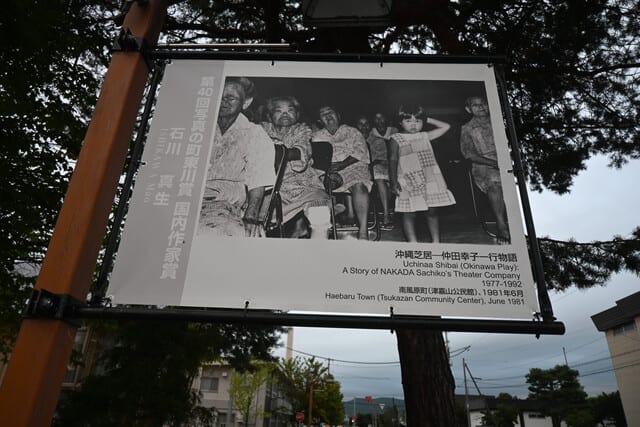 第40回写真の町東川賞 国内作家賞
石川 真生
ISHIKAWA Mao
沖縄芝居―仲田幸子一行物語
Uchinaa Shibai (Okinawa Play):
A Story of NAKADA Sachiko's Theater Company
1977-1992
南風原町(津嘉山公民館)、1981年6月
Haebaru Town (Tsukazan Community Center), June 1981